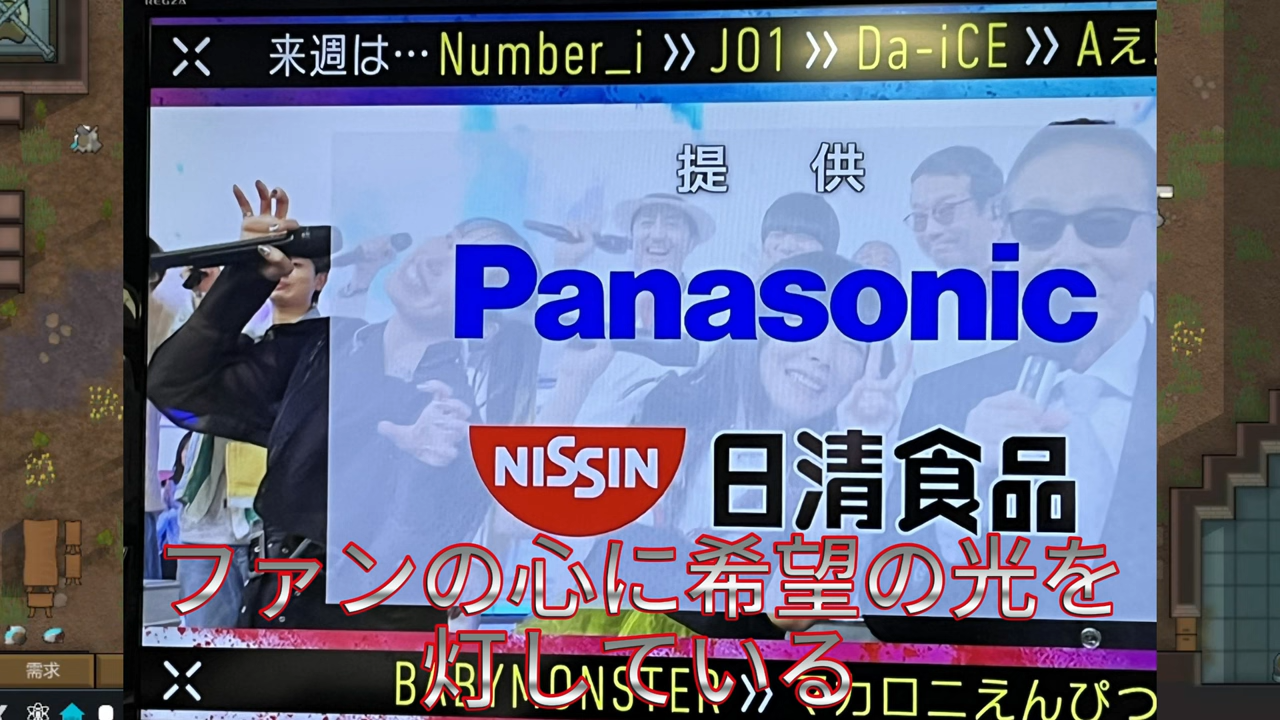 REGZA
来週は…Number_i » JO1 » Da-iCE » Aえ!
提供
Panasonic
NISSIN 日清食品
ファンの心に希望の光を
灯している
BABYMONSTER » マカロニえんぴつ
需求